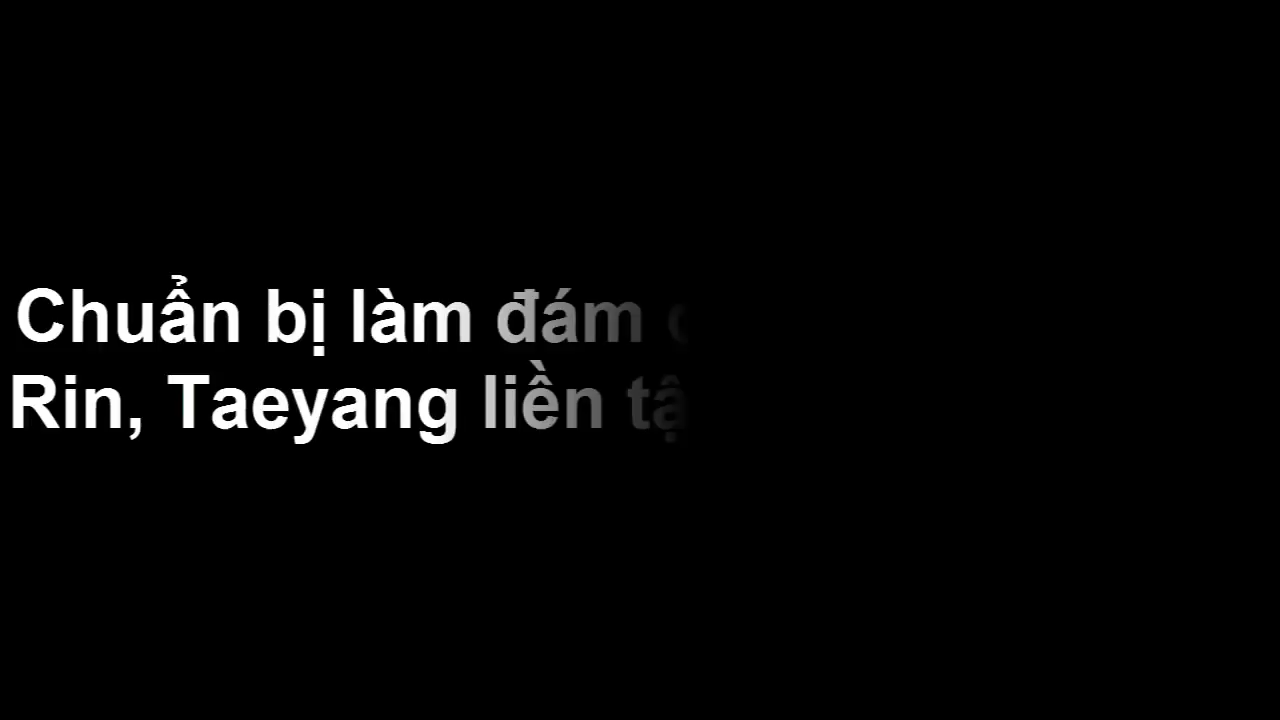 Chuẩn bị làm đám
Rin, Taeyang liền